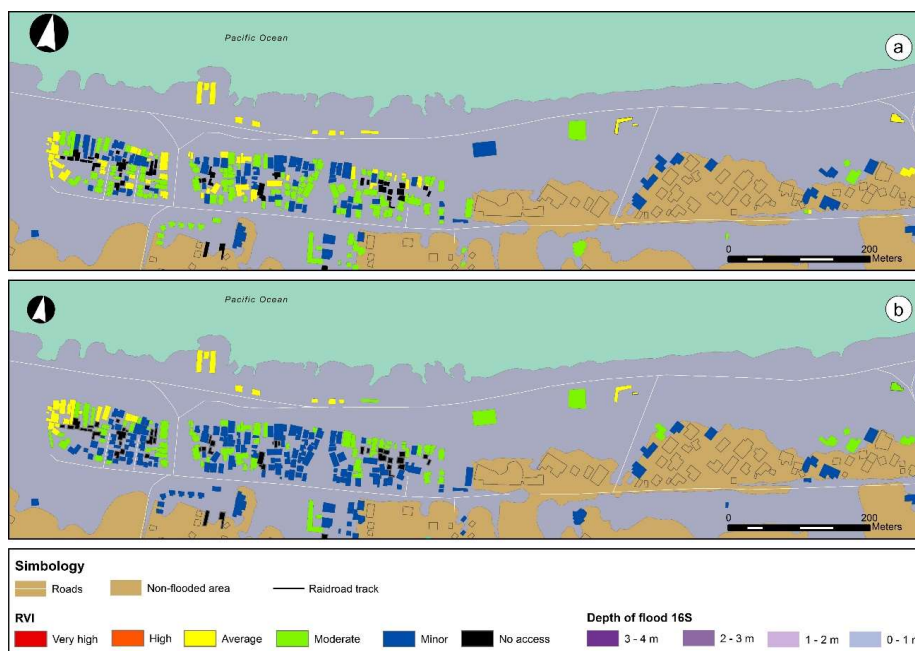 Pacific Ocean
a
0 200
Meters
Pacific Ocean
b
0 200
Meters
Simbology
Roads Non-flooded area Raidroad track
RVI Depth of flood 16S
Very high High Average Moderate Minor No access 3 - 4 m 2 - 3 m 1 - 2 m 0 - 1 m